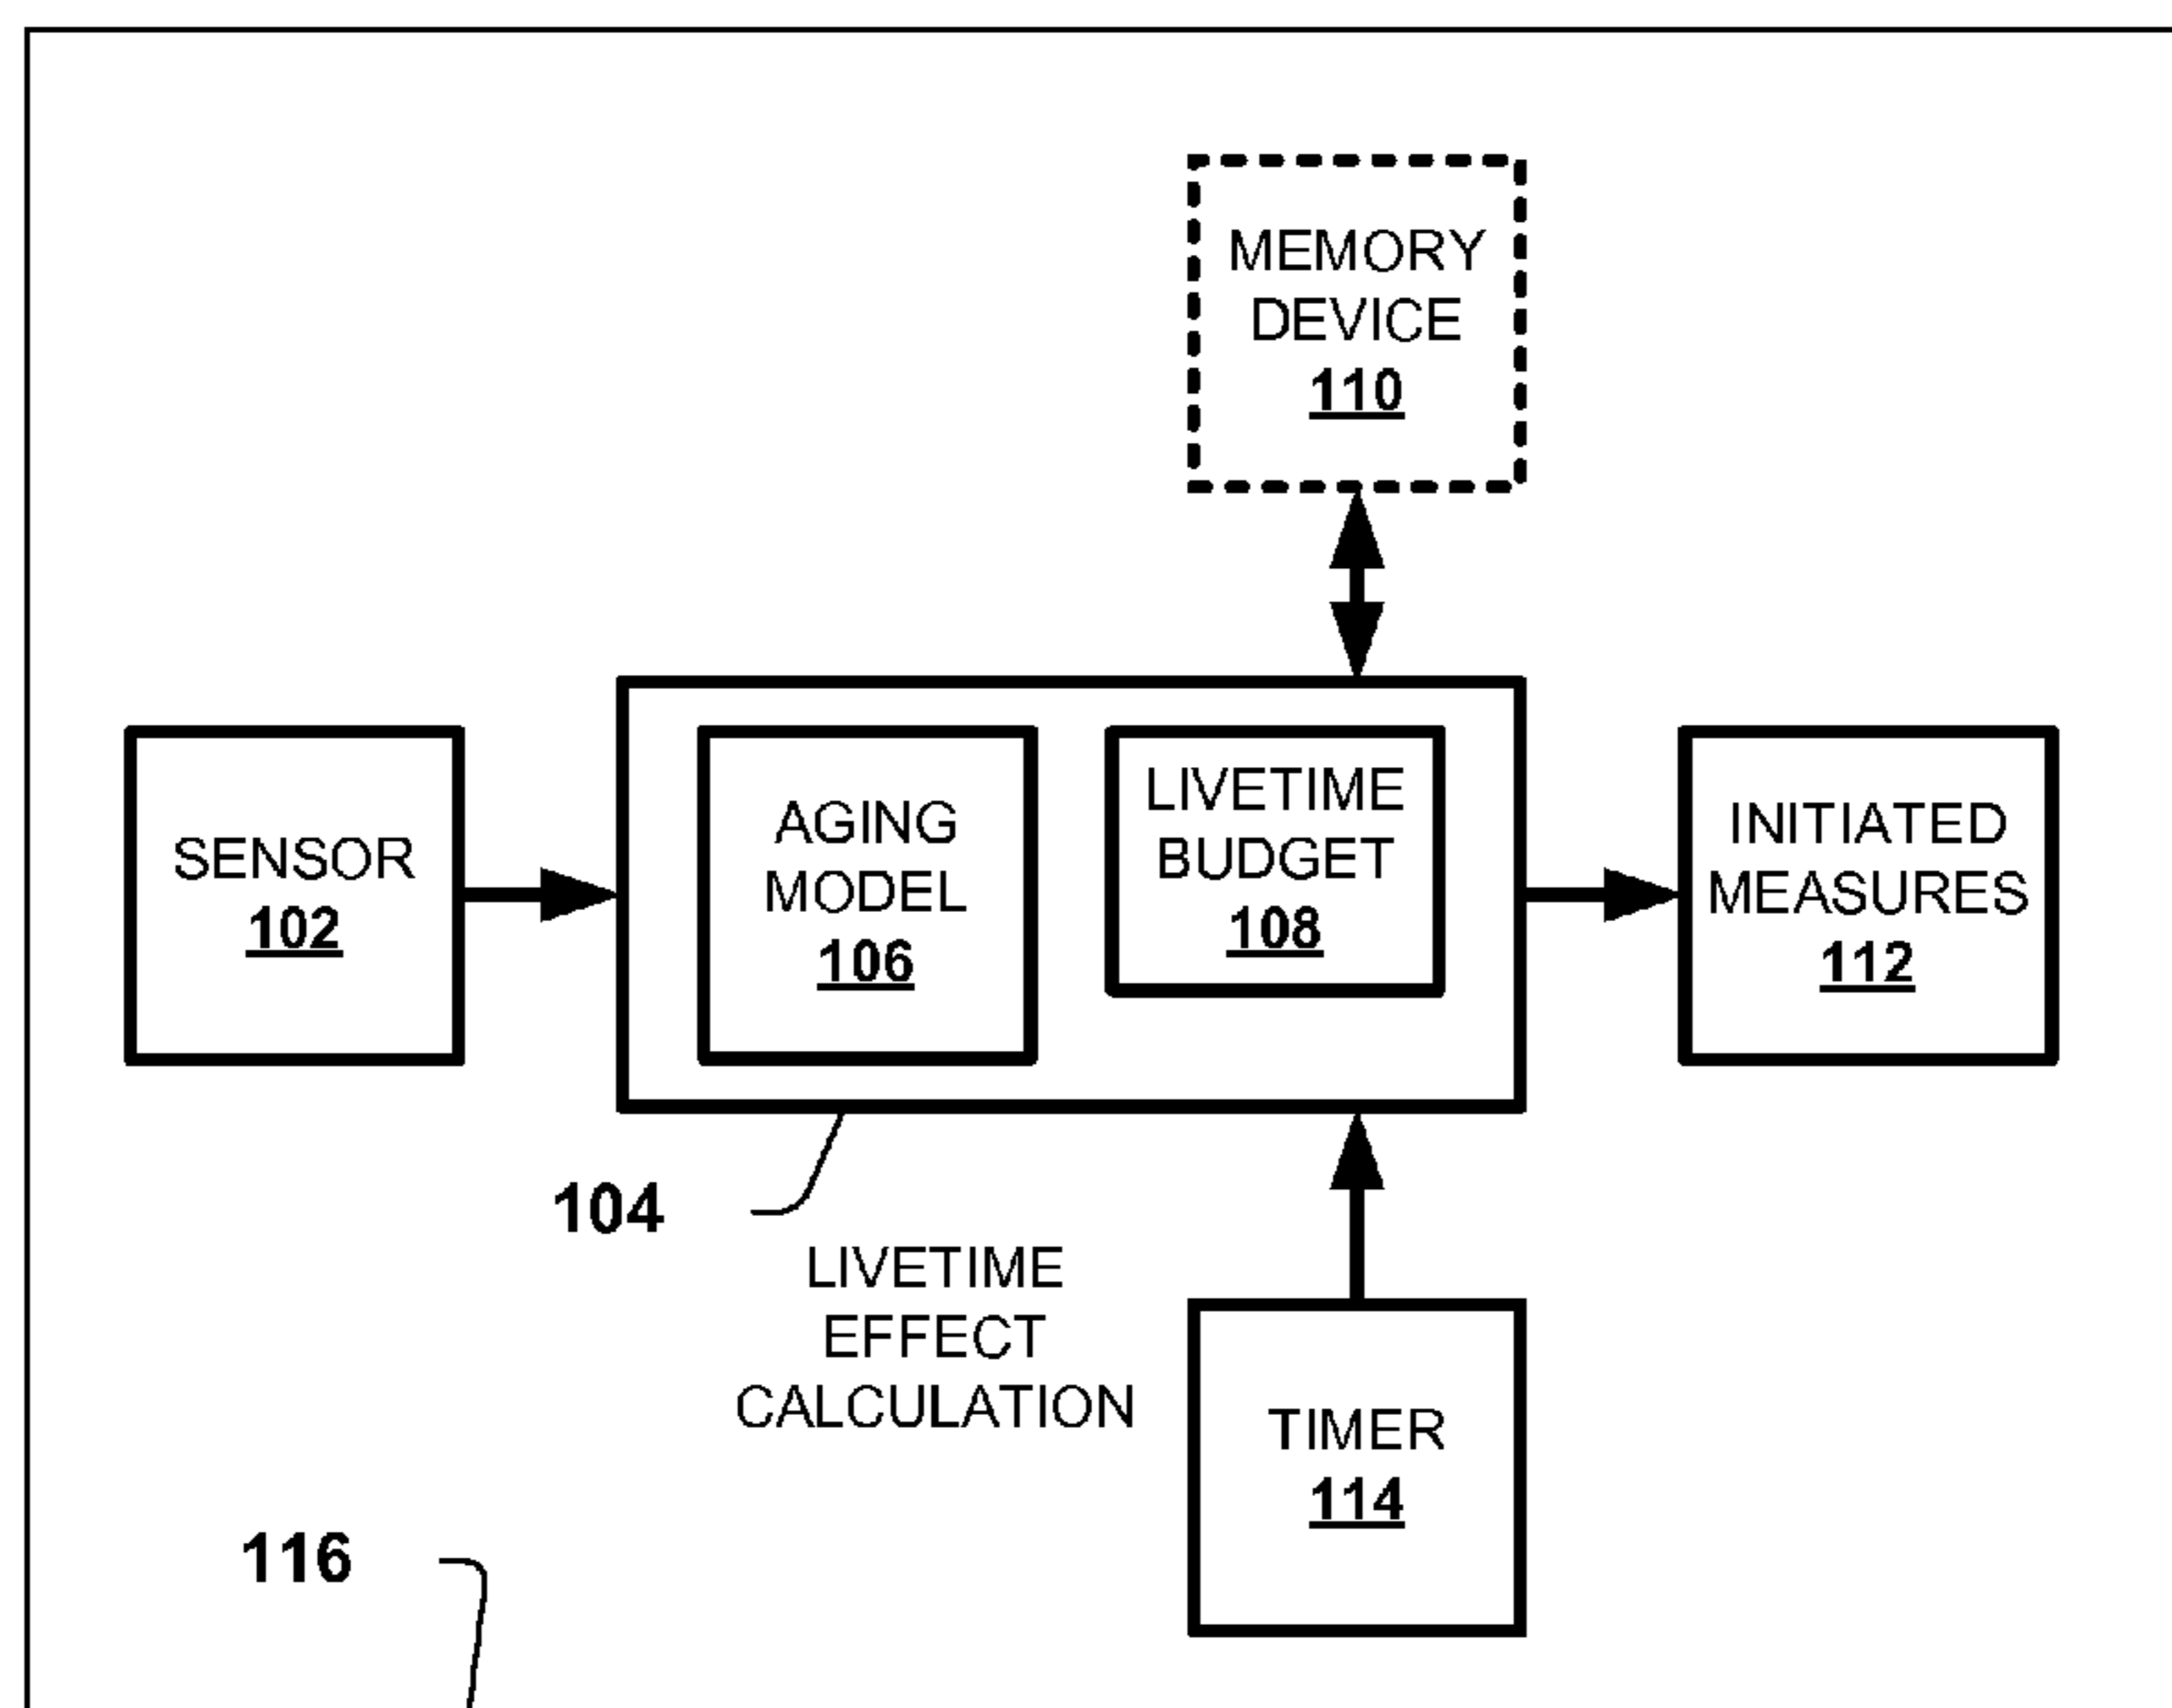 MEMORY
DEVICE
110
SENSOR
102
AGING
MODEL
106
LIVETIME
BUDGET
108
INITIATED
MEASURES
112
104
LIVETIME
EFFECT
CALCULATION
TIMER
114
116